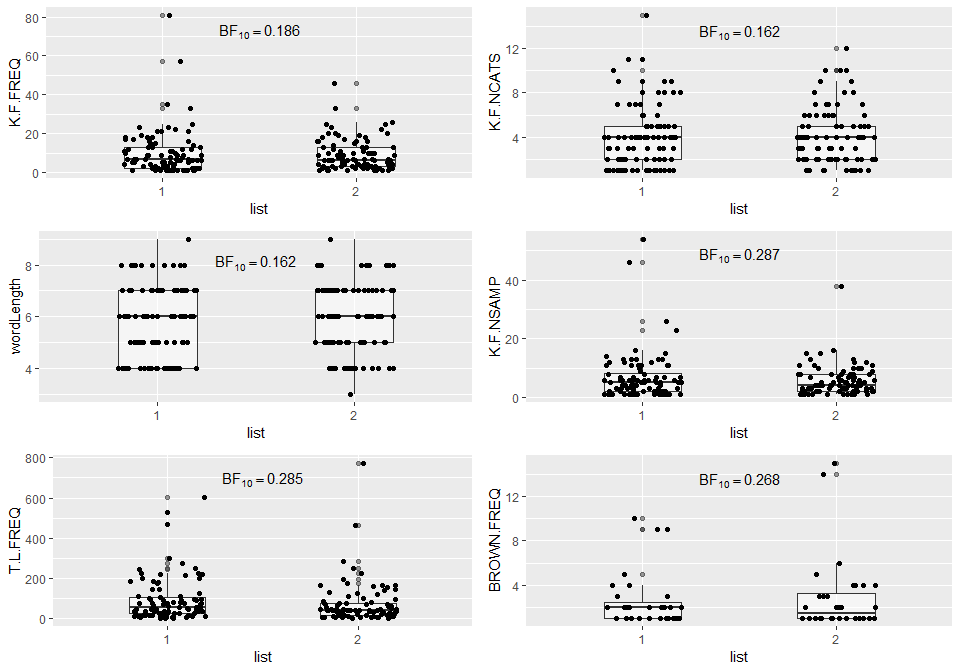 K.F.FREQ
80
60
40
20
0
BF10=0.186
1 2
list
K.F.NCATS
12
8
4
BF10=0.162
1 2
list
wordLength
8
6
4
BF10=0.162
1 2
list
K.F.NSAMP
40
20
0
BF10=0.287
1 2
list
T.L.FREQ
800
600
400
200
0
BF10=0.285
1 2
list
BROWN.FREQ
12
8
4
BF10=0.268
1 2
list